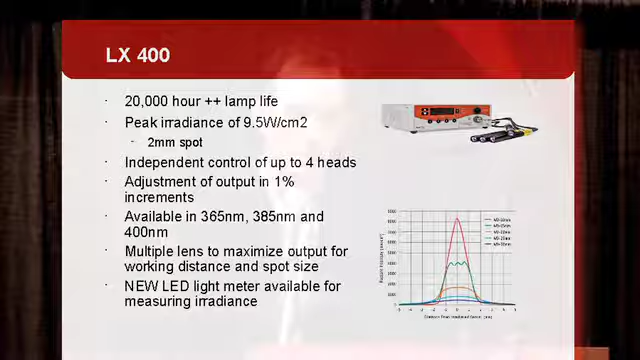 LX 400
20,000 hour ++ lamp life
Peak irradiance of 9.5W/cm2
2mm spot
Independent control of up to 4 heads
Adjustment of output in 1%
increments
Available in 365nm, 385nm and
400nm
Multiple lens to maximize output for
working distance and spot size
NEW LED light meter available for
measuring irradiance